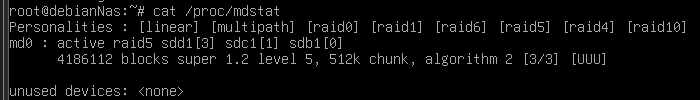 root@debianNas:~# cat /proc/mdstat
Personalities : [linear] [multipath] [raid0] [raid1] [raid6] [raid5] [raid4] [raid10]
md0 : active raid5 sdd1[3] sdc1[1] sdb1[0]
      4186112 blocks super 1.2 level 5, 512k chunk, algorithm 2 [3/3] [UUU]

unused devices: <none>